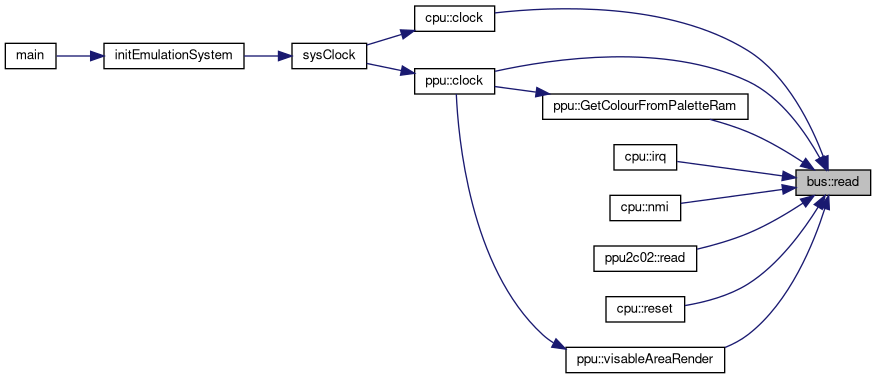 main
initEmulationSystem
sysClock
cpu::clock
ppu::clock
ppu::GetColourFromPaletteRam
cpu::irq
cpu::nmi
ppu2c02::read
cpu::reset
ppu::visableAreaRender
bus::read